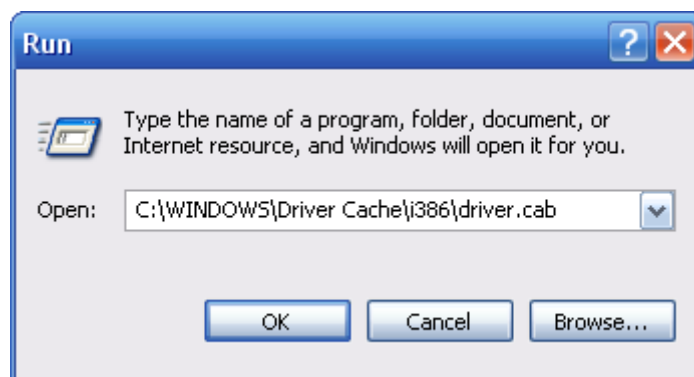 Run
Type the name of a program, folder, document, or
Internet resource, and Windows will open it for you.
Open: C:\WINDOWS\Driver Cache\i386\driver.cab
OK Cancel Browse...